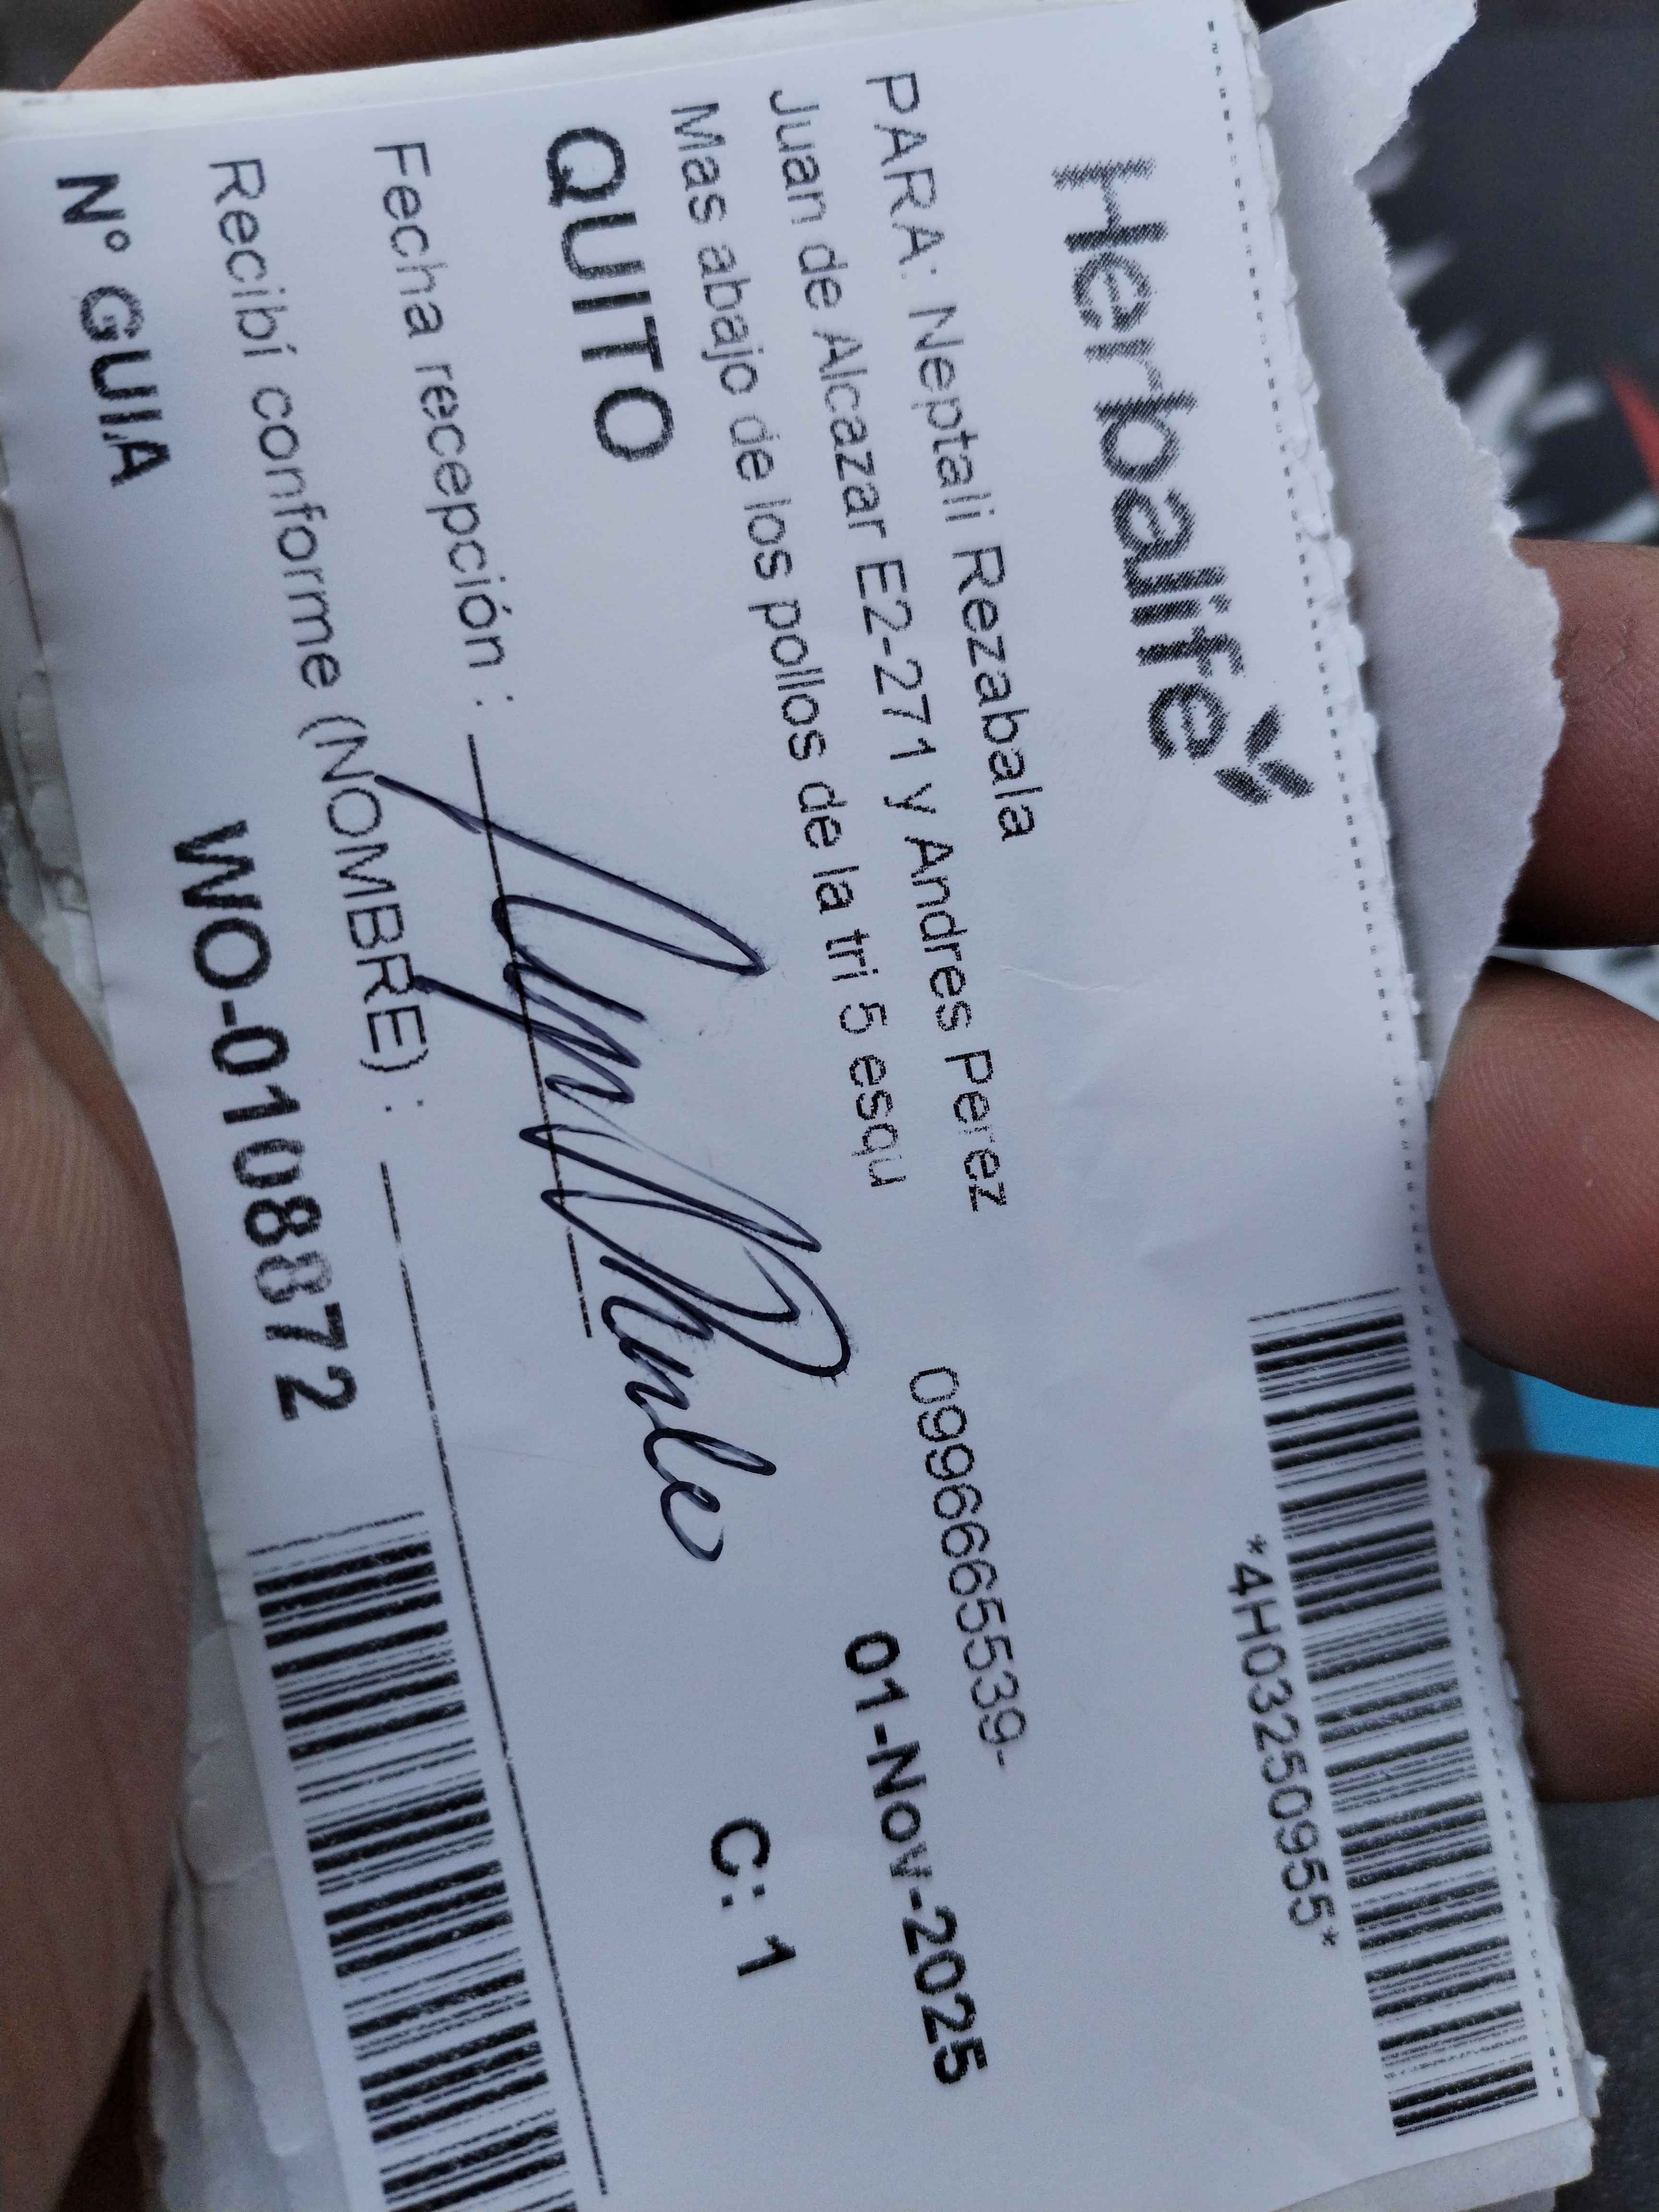 Herbalife
*4H03250955*
PARA: Neptali Rezabala
Juan de Alcazar E2-271 y Andres Perez 0996665539-
Mas abajo de los pollos de la tri 5 esqu
01-Nov-2025
QUITO
C: 1
Fecha recepción :
Recibí conforme (NOMBRE) :
N° GUIA WO-0108872